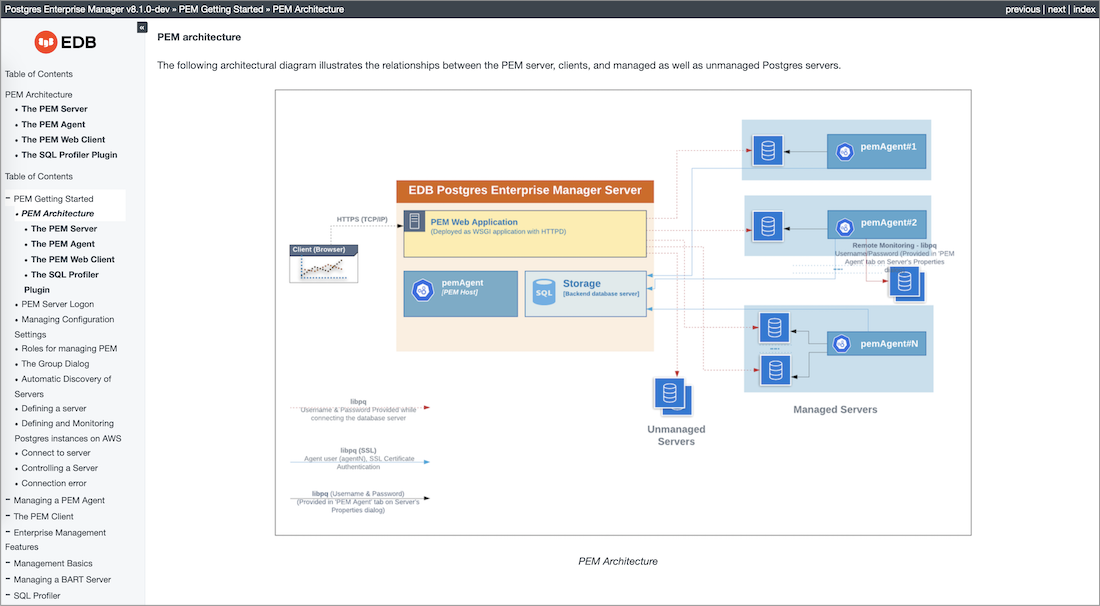 Postgres Enterprise Manager v8.1.0-dev » PEM Getting Started » PEM Architecture
previous | next | index
«
EDB
Table of Contents
PEM Architecture
• The PEM Server
• The PEM Agent
• The PEM Web Client
• The SQL Profiler Plugin
Table of Contents
− PEM Getting Started
• PEM Architecture
• The PEM Server
• The PEM Agent
• The PEM Web Client
• The SQL Profiler
Plugin
• PEM Server Logon
• Managing Configuration
Settings
• Roles for managing PEM
• The Group Dialog
• Automatic Discovery of
Servers
• Defining a server
• Defining and Monitoring
Postgres instances on AWS
• Connect to server
• Controlling a Server
• Connection error
− Managing a PEM Agent
− The PEM Client
− Enterprise Management
Features
− Management Basics
− Managing a BART Server
− SQL Profiler
PEM architecture
The following architectural diagram illustrates the relationships between the PEM server, clients, and managed as well as unmanaged Postgres servers.
EDB Postgres Enterprise Manager Server
PEM Web Application
(Deployed as WSGI application with HTTPD)
HTTPS (TCP/IP)
Client (Browser)
pemAgent
[PEM Host]
SQL
Storage
[Backend database server]
pemAgent#1
pemAgent#2
Remote Monitoring - libpq
Username/Password (Provided in 'PEM
Agent' tab on Server's Properties
pemAgent#N
Managed Servers
Unmanaged
Servers
libpq
Username & Password Provided while
connecting the database server
libpq (SSL)
Agent user (agentN), SSL Certificate
Authentication
libpq (Username & Password)
(Provided in 'PEM Agent' tab on Server's
Properties dialog)
PEM Architecture